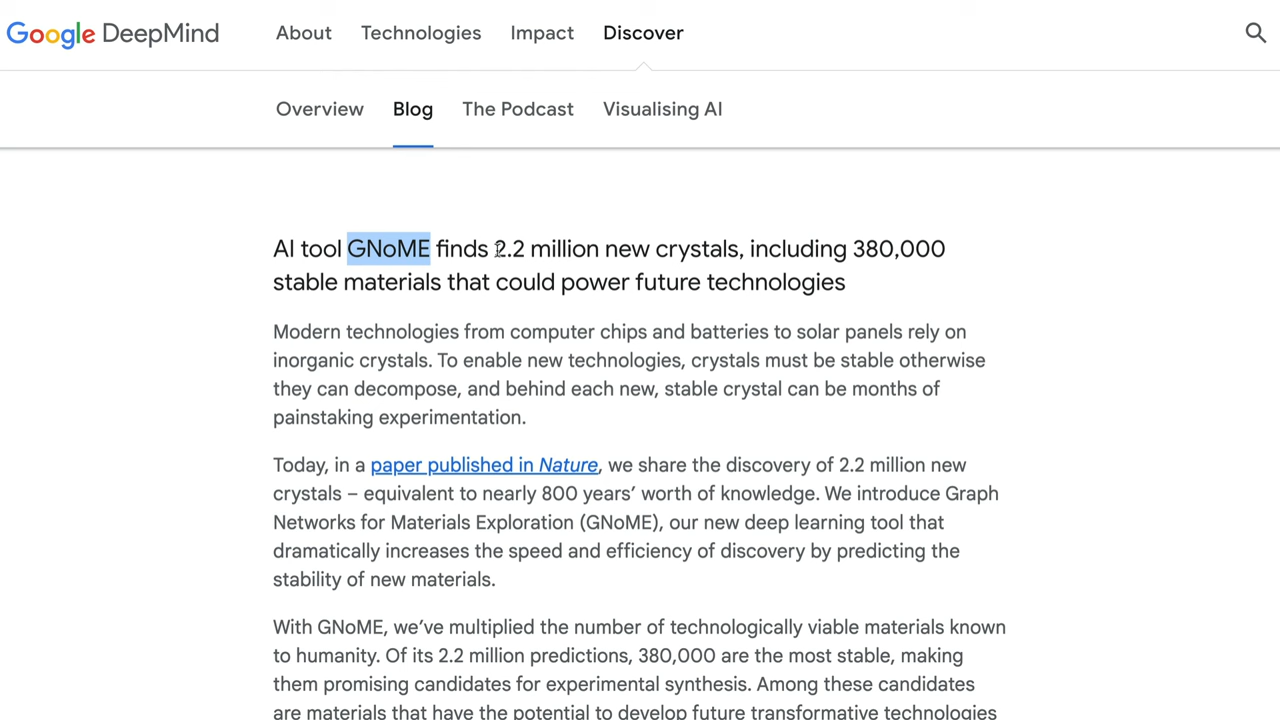 Google DeepMind About Technologies Impact Discover
Overview Blog The Podcast Visualising AI
AI tool GNoME finds 2.2 million new crystals, including 380,000
stable materials that could power future technologies
Modern technologies from computer chips and batteries to solar panels rely on
inorganic crystals. To enable new technologies, crystals must be stable otherwise
they can decompose, and behind each new, stable crystal can be months of
painstaking experimentation.
Today, in a paper published in Nature, we share the discovery of 2.2 million new
crystals – equivalent to nearly 800 years’ worth of knowledge. We introduce Graph
Networks for Materials Exploration (GNoME), our new deep learning tool that
dramatically increases the speed and efficiency of discovery by predicting the
stability of new materials.
With GNoME, we’ve multiplied the number of technologically viable materials known
to humanity. Of its 2.2 million predictions, 380,000 are the most stable, making
them promising candidates for experimental synthesis. Among these candidates
are materials that have the potential to develop future transformative technologies